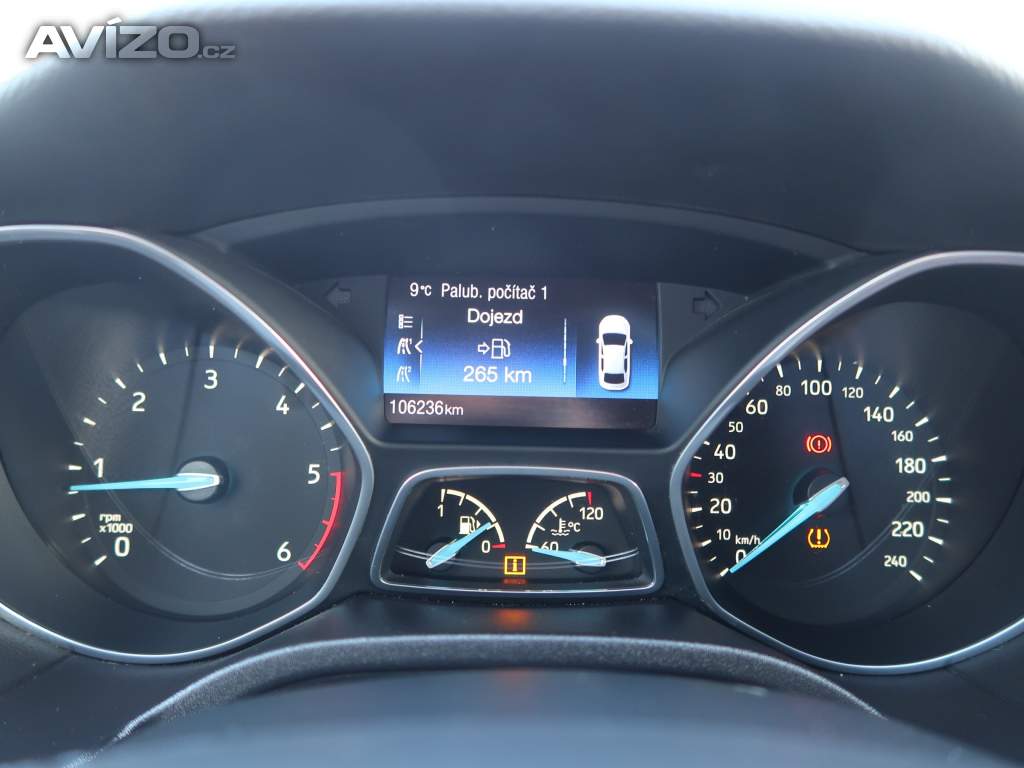 AVÍZO.cz
9°C Palub. počítač 1
Dojezd
265 km
106236km
0 1 2 3 4 5 6
rpm
x1000
1 0
60 120
°C
0 10 20 30 40 50 60 80 100 120 140 160 180 200 220 240
km/h